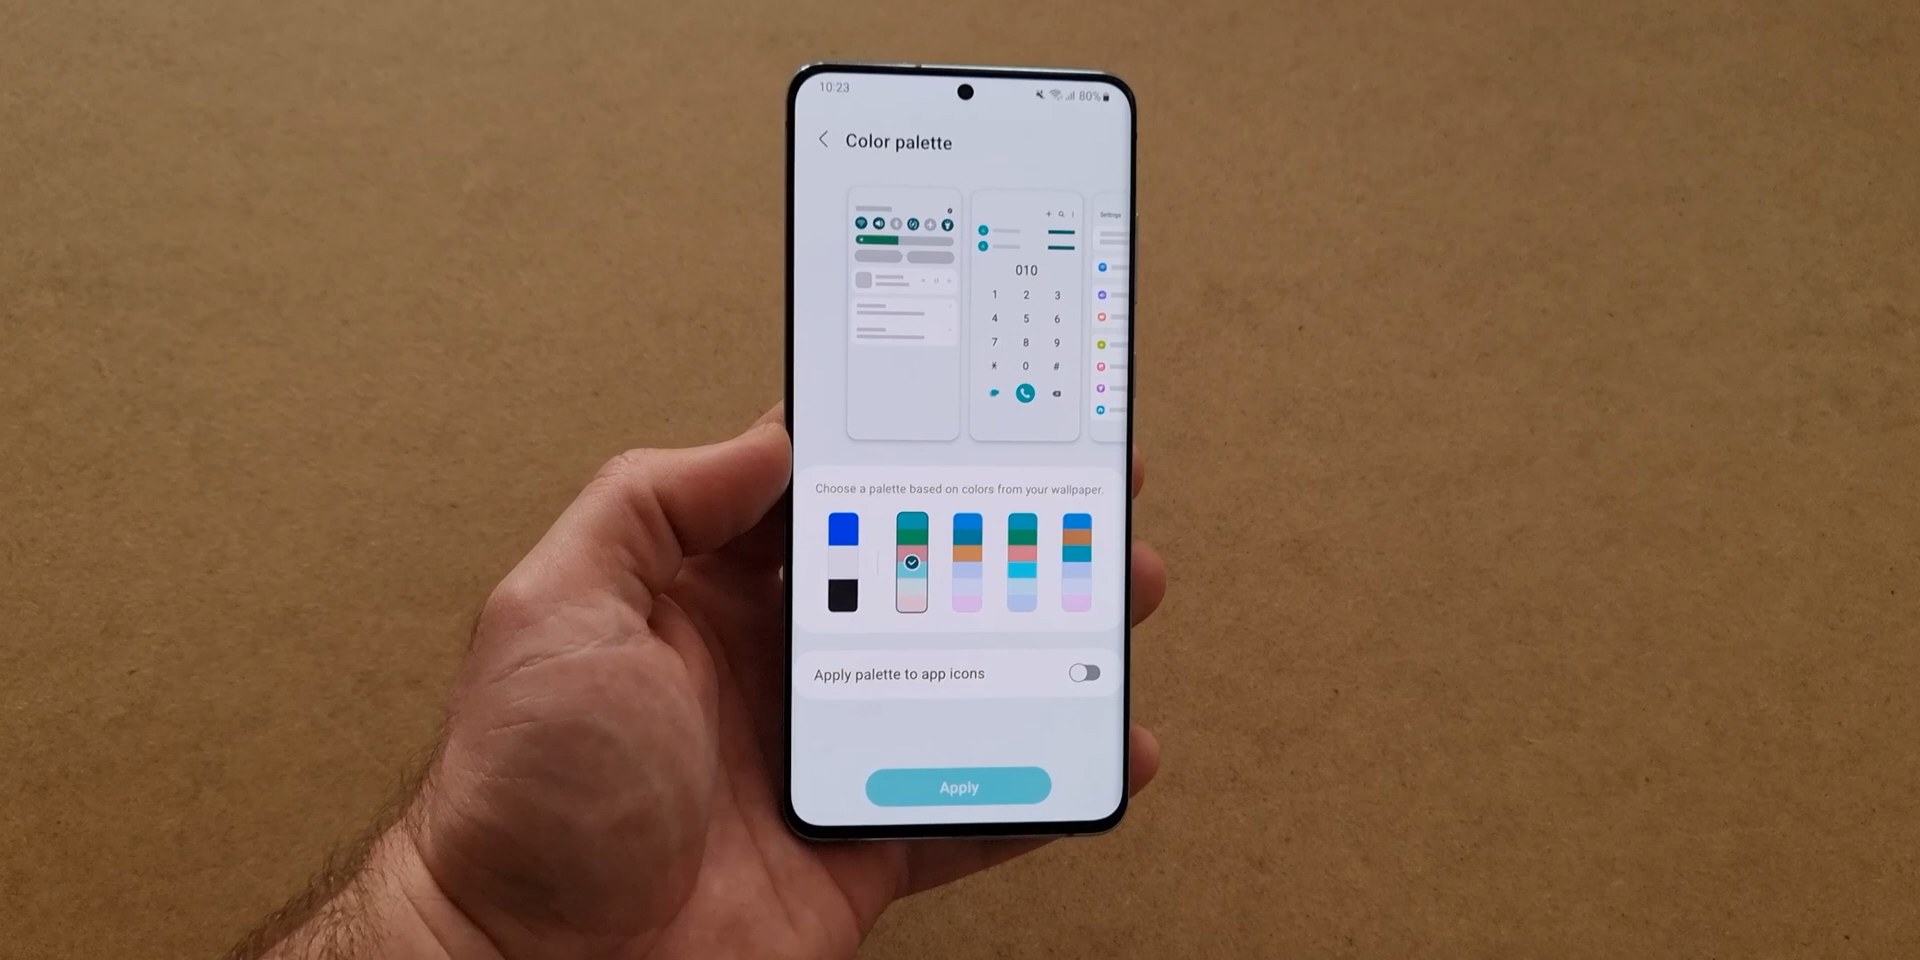 10:23
80%
Color palette
Settings
010
1 2 3
4 5 6
7 8 9
* 0 #
Choose a palette based on colors from your wallpaper.
Apply palette to app icons
Apply